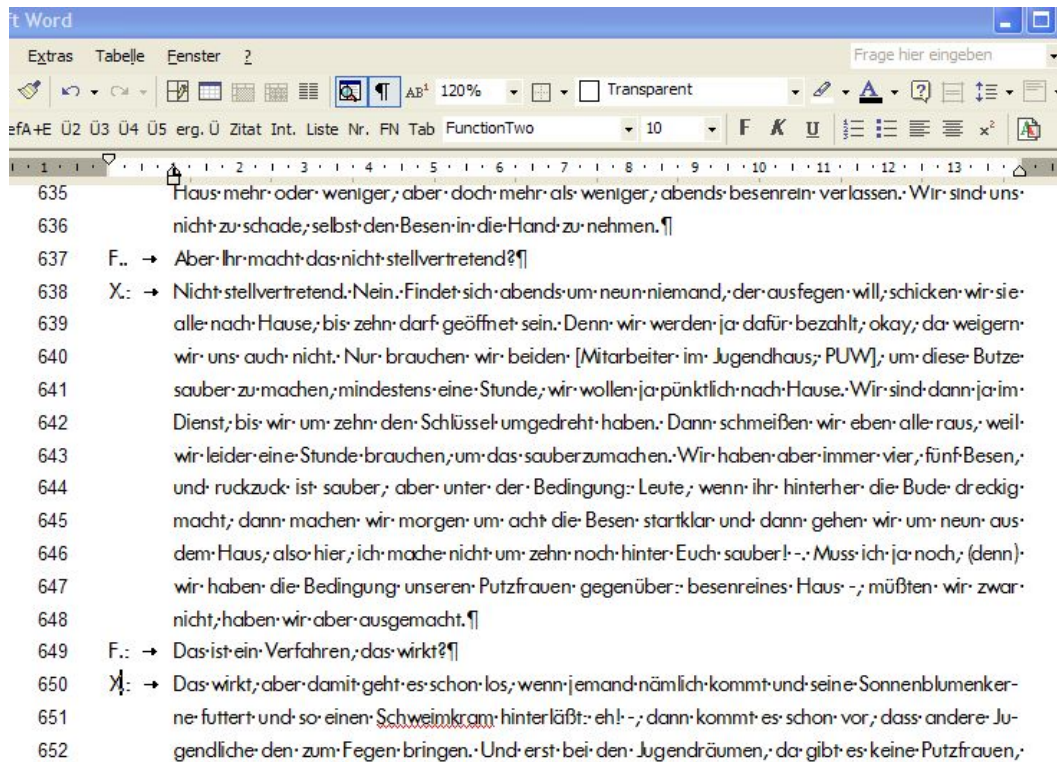 ft Word
Extras Tabelle Fenster ? Frage hier eingeben
AB¹ 120% Transparent A
efA+E Ü2 Ü3 Ü4 Ü5 erg. Ü Zitat Int. Liste Nr. FN Tab FunctionTwo 10 F K U x²
1 1 2 3 4 5 6 7 8 9 10 11 12 13
635 Haus·mehr·oder·weniger,·aber·doch·mehr·als·weniger,·abends·besenrein·verlassen.·Wir·sind·uns·
636 nicht·zu·schade,·selbst·den·Besen·in·die·Hand·zu·nehmen.¶
637 F.. → Aber·Ihr·macht·das·nicht·stellvertretend?¶
638 X.: → Nicht·stellvertretend.·Nein.·Findet·sich·abends·um·neun·niemand,·der·ausfegen·will,·schicken·wir·sie·
639 alle·nach·Hause,·bis·zehn·darf·geöffnet·sein.·Denn·wir·werden·ja·dafür·bezahlt,·okay,·da·weigern·
640 wir·uns·auch·nicht.·Nur·brauchen·wir·beiden·[Mitarbeiter·im·Jugendhaus;·PUW],·um·diese·Butze·
641 sauber·zu·machen,·mindestens·eine·Stunde,·wir·wollen·ja·pünktlich·nach·Hause.·Wir·sind·dann·ja·im·
642 Dienst,·bis·wir·um·zehn·den·Schlüssel·umgedreht·haben.·Dann·schmeißen·wir·eben·alle·raus,·weil·
643 wir·leider·eine·Stunde·brauchen,·um·das·sauberzumachen.·Wir·haben·aber·immer·vier,·fünf·Besen,·
644 und·ruckzuck·ist·sauber,·aber·unter·der·Bedingung:·Leute,·wenn·ihr·hinterher·die·Bude·dreckig·
645 macht,·dann·machen·wir·morgen·um·acht·die·Besen·startklar·und·dann·gehen·wir·um·neun·aus·
646 dem·Haus,·also·hier,·ich·mache·nicht·um·zehn·noch·hinter·Euch·sauber!·-.·Muss·ich·ja·noch,·(denn)·
647 wir·haben·die·Bedingung·unseren·Putzfrauen·gegenüber:·besenreines·Haus·-,·müßten·wir·zwar·
648 nicht,·haben·wir·aber·ausgemacht.¶
649 F.: → Das·ist·ein·Verfahren,·das·wirkt?¶
650 X.: → Das·wirkt,·aber·damit·geht·es·schon·los,·wenn·jemand·nämlich·kommt·und·seine·Sonnenblumenker-
651 ne·futtert·und·so·einen·Schweimkram·hinterläßt:·eh!·-,·dann·kommt·es·schon·vor,·dass·andere·Ju-
652 gendliche·den·zum·Fegen·bringen.·Und·erst·bei·den·Jugendräumen,·da·gibt·es·keine·Putzfrauen,·